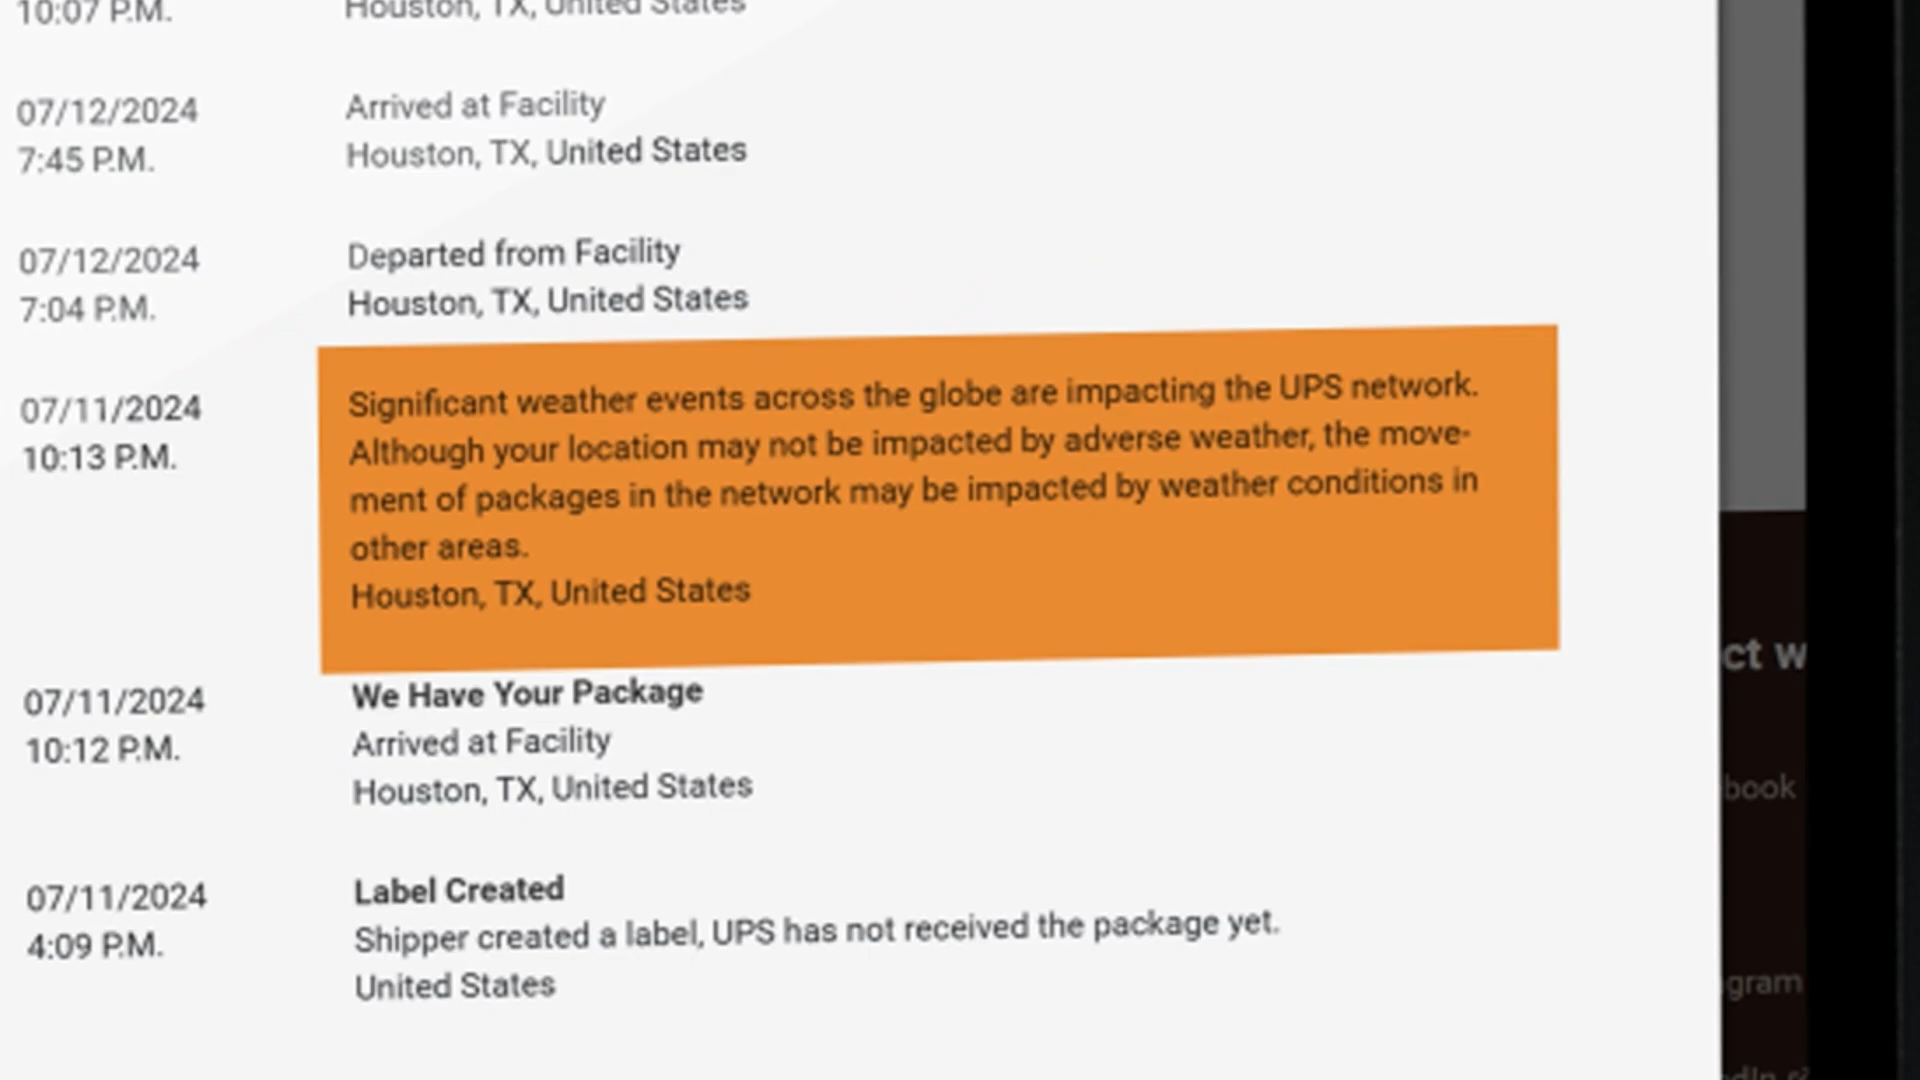 10:07 P.M.
Houston, TX, United States
07/12/2024
7:45 P.M.
Arrived at Facility
Houston, TX, United States
07/12/2024
7:04 P.M.
Departed from Facility
Houston, TX, United States
07/11/2024
10:13 P.M.
Significant weather events across the globe are impacting the UPS network.
Although your location may not be impacted by adverse weather, the move-
ment of packages in the network may be impacted by weather conditions in
other areas.
Houston, TX, United States
07/11/2024
10:12 P.M.
We Have Your Package
Arrived at Facility
Houston, TX, United States
07/11/2024
4:09 P.M.
Label Created
Shipper created a label, UPS has not received the package yet.
United States
ct w
book
gram